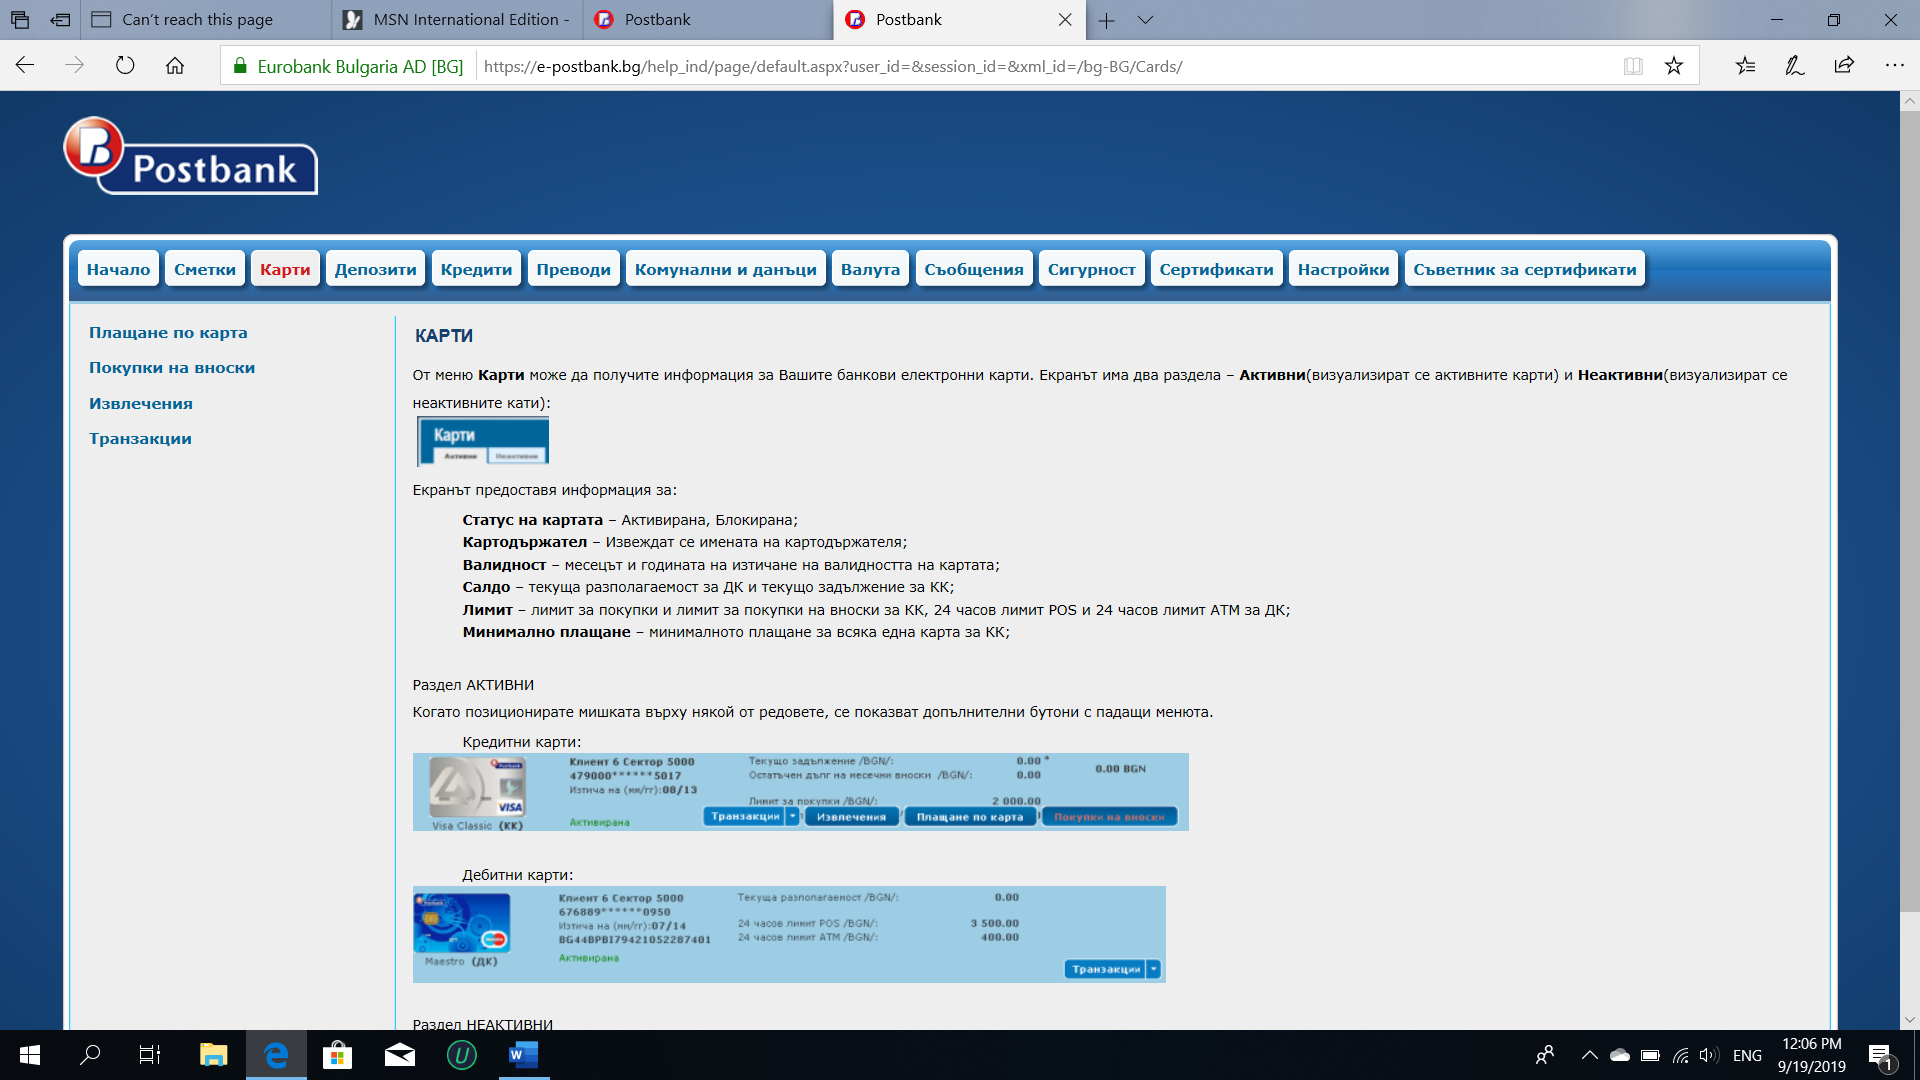 Can't reach this page
MSN International Edition -
Postbank
Postbank
Eurobank Bulgaria AD [BG]
https://e-postbank.bg/help_ind/page/default.aspx?user_id=&session_id=&xml_id=/bg-BG/Cards/
Postbank
Начало
Сметки
Карти
Депозити
Кредити
Преводи
Комунални и данъци
Валута
Съобщения
Сигурност
Сертификати
Настройки
Съветник за сертификати
Плащане по карта
Покупки на вноски
Извлечения
Транзакции
КАРТИ
От меню Карти може да получите информация за Вашите банкови електронни карти. Екранът има два раздела – Активни(визуализират се активните карти) и Неактивни(визуализират се
неактивните кати):
Карти
Активни
Неактивни
Екранът предоставя информация за:
Статус на картата – Активирана, Блокирана;
Картодържател – Извеждат се имената на картодържателя;
Валидност – месецът и годината на изтичане на валидността на картата;
Салдо – текуща разполагаемост за ДК и текущо задължение за КК;
Лимит – лимит за покупки и лимит за покупки на вноски за КК, 24 часов лимит POS и 24 часов лимит ATM за ДК;
Минимално плащане – минималното плащане за всяка една карта за КК;
Раздел АКТИВНИ
Когато позиционирате мишката върху някой от редовете, се показват допълнителни бутони с падащи менюта.
Кредитни карти:
Клиент 6 Сектор 5000
479000******5017
Изтича на (мм/гг):08/13
Активирана
VISA
Visa Classic (КК)
Текущо задължение /BGN/: 0.00 *
Остатъчен дълг на месечни вноски /BGN/: 0.00
0.00 BGN
Лимит за покупки /BGN/: 2 000.00
Транзакции
Извлечения
Плащане по карта
Покупки на вноски
Дебитни карти:
Клиент 6 Сектор 5000
676889******0950
Изтича на (мм/гг):07/14
BG44BPBI79421052287401
Активирана
Maestro (ДК)
Текуща разполагаемост /BGN/: 0.00
24 часов лимит POS /BGN/: 3 500.00
24 часов лимит ATM /BGN/: 400.00
Транзакции
Раздел НЕАКТИВНИ
ENG
12:06 PM
9/19/2019
1